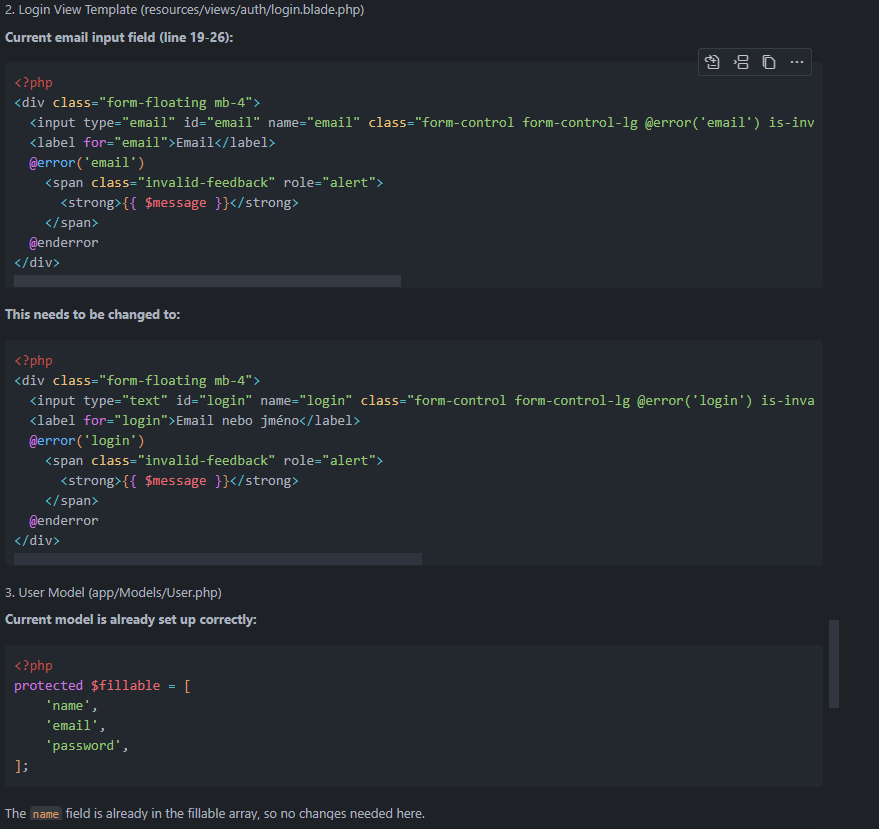 2. Login View Template (resources/views/auth/login.blade.php)
Current email input field (line 19-26):
<?php
<div class="form-floating mb-4">
  <input type="email" id="email" name="email" class="form-control form-control-lg @error('email') is-inv
  <label for="email">Email</label>
  @error('email')
    <span class="invalid-feedback" role="alert">
      <strong>{{ $message }}</strong>
    </span>
  @enderror
</div>
This needs to be changed to:
<?php
<div class="form-floating mb-4">
  <input type="text" id="login" name="login" class="form-control form-control-lg @error('login') is-inva
  <label for="login">Email nebo jméno</label>
  @error('login')
    <span class="invalid-feedback" role="alert">
      <strong>{{ $message }}</strong>
    </span>
  @enderror
</div>
3. User Model (app/Models/User.php)
Current model is already set up correctly:
<?php
protected $fillable = [
    'name',
    'email',
    'password',
];
The name field is already in the fillable array, so no changes needed here.